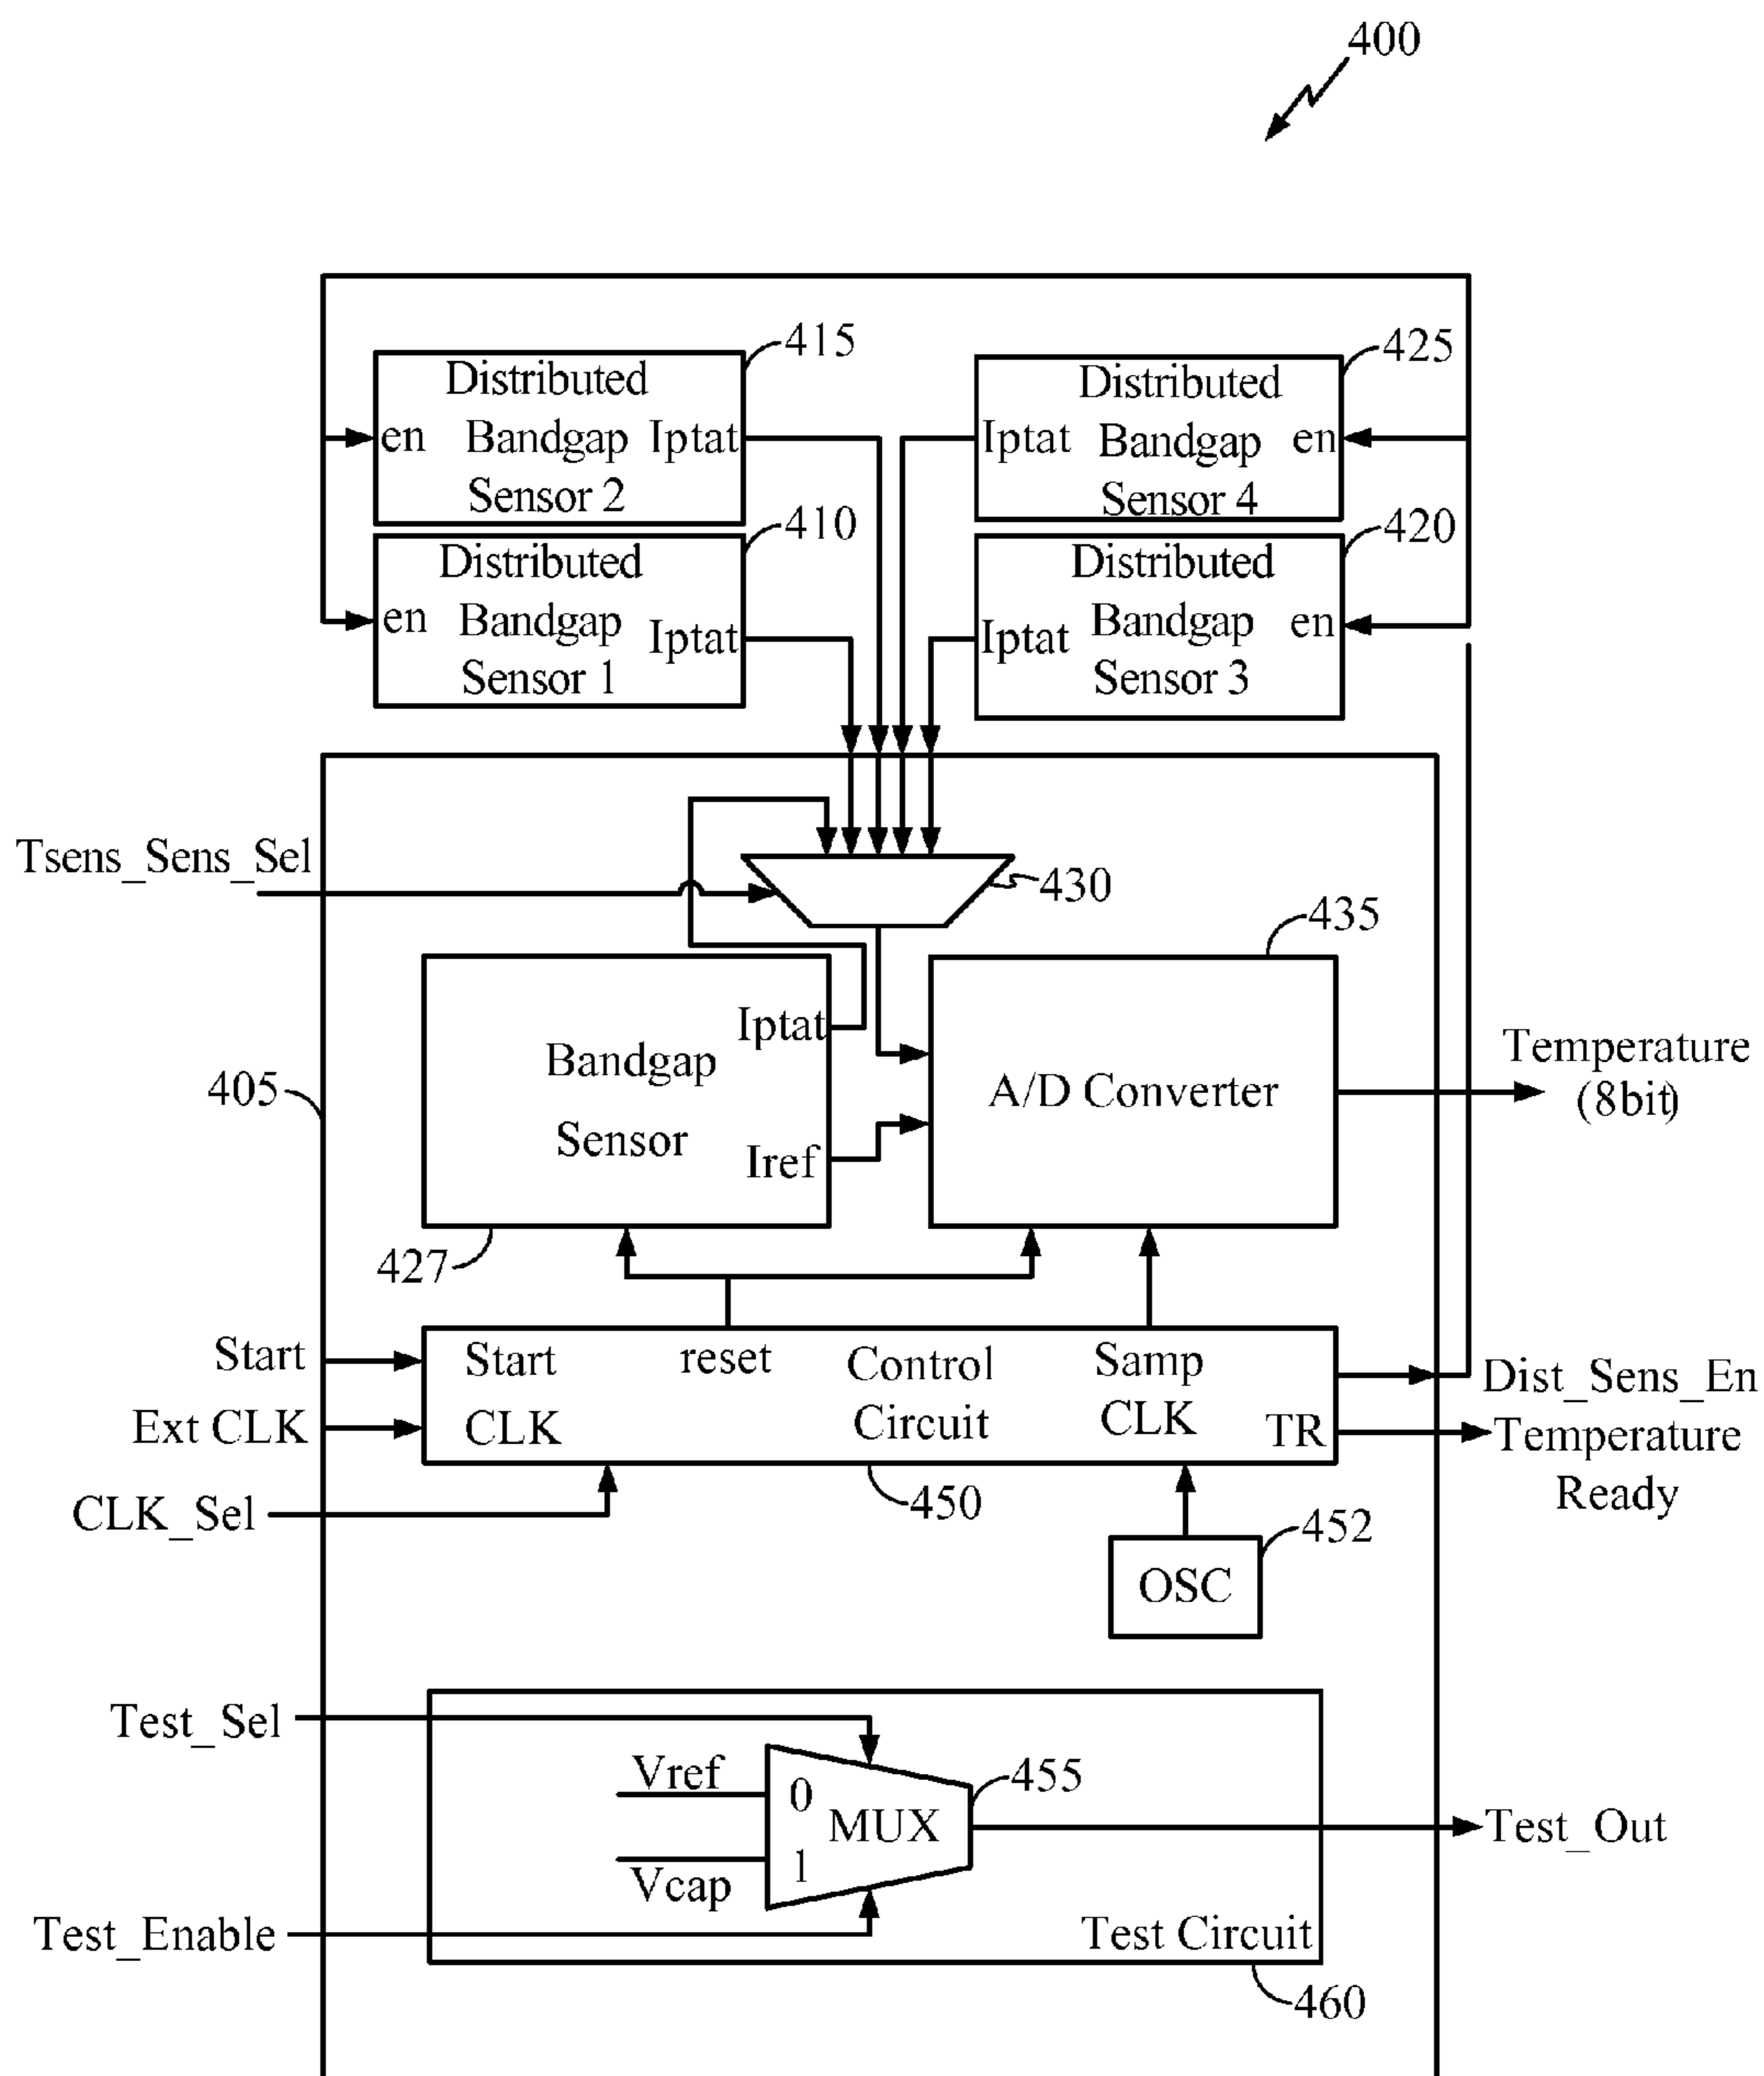 400
415
Distributed
en Bandgap Iptat
Sensor 2
425
Distributed
Iptat Bandgap en
Sensor 4
410
Distributed
en Bandgap Iptat
Sensor 1
420
Distributed
Iptat Bandgap en
Sensor 3
Tsens_Sens_Sel
430
435
Iptat
Bandgap
Sensor
Iref
A/D Converter
Temperature
(8bit)
405
427
Start
Ext CLK
CLK_Sel
Start
CLK
reset
Control
Circuit
Samp
CLK
TR
Dist_Sens_En
Temperature
Ready
450
452
OSC
Test_Sel
Vref
0
MUX
1
Vcap
455
Test_Out
Test_Enable
Test Circuit
460